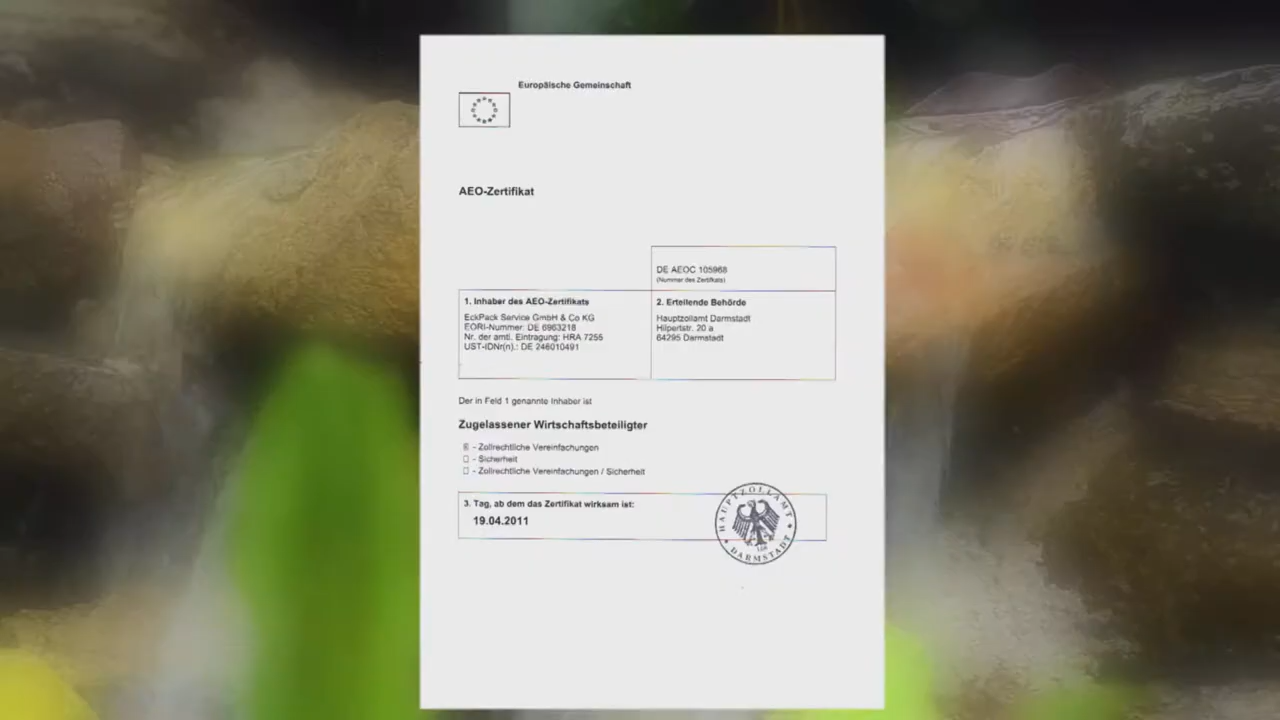 Europäische Gemeinschaft
AEO-Zertifikat
DE AEOC 105968
(Nummer des Zertifikats)
1. Inhaber des AEO-Zertifikats
EckPack Service GmbH & Co KG
EORI-Nummer: DE 6963218
Nr. der amtl. Eintragung: HRA 7255
UST-IDNr(n).: DE 246010491
2. Erteilende Behörde
Hauptzollamt Darmstadt
Hilpertstr. 20 a
64295 Darmstadt
Der in Feld 1 genannte Inhaber ist
Zugelassener Wirtschaftsbeteiligter
- Zollrechtliche Vereinfachungen
- Sicherheit
- Zollrechtliche Vereinfachungen / Sicherheit
3. Tag, ab dem das Zertifikat wirksam ist:
19.04.2011
HAUPTZOLLAMT
DARMSTADT